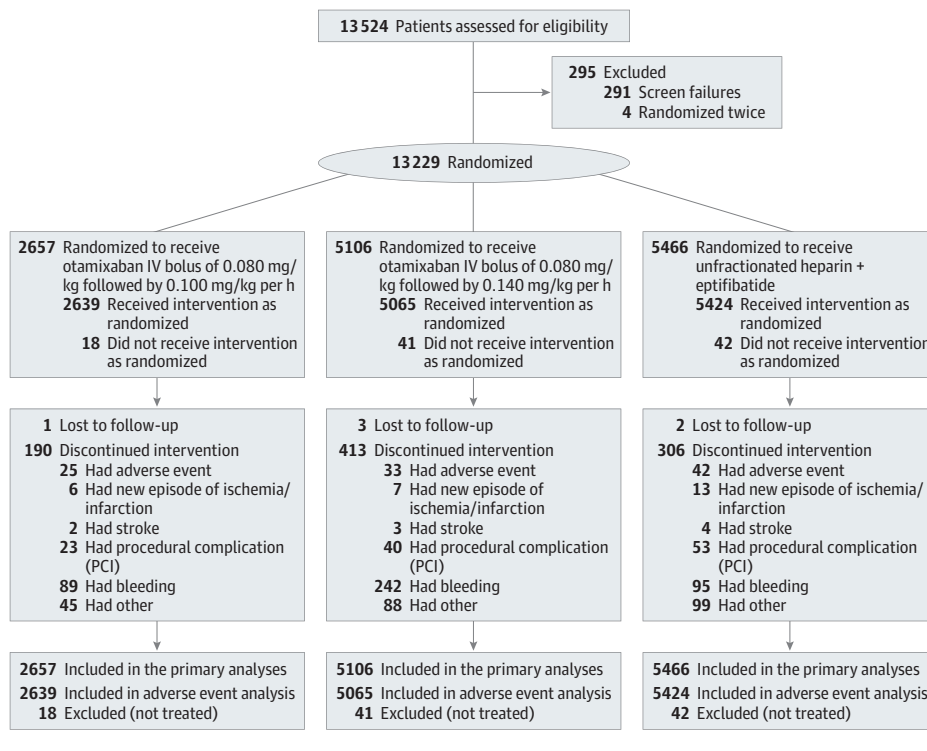 13 524 Patients assessed for eligibility
295 Excluded
291 Screen failures
4 Randomized twice
13 229 Randomized
2657 Randomized to receive
otamixaban IV bolus of 0.080 mg/
kg followed by 0.100 mg/kg per h
2639 Received intervention as
randomized
18 Did not receive intervention
as randomized
5106 Randomized to receive
otamixaban IV bolus of 0.080 mg/
kg followed by 0.140 mg/kg per h
5065 Received intervention as
randomized
41 Did not receive intervention
as randomized
5466 Randomized to receive
unfractionated heparin +
eptifibatide
5424 Received intervention as
randomized
42 Did not receive intervention
as randomized
1 Lost to follow-up
190 Discontinued intervention
25 Had adverse event
6 Had new episode of ischemia/
infarction
2 Had stroke
23 Had procedural complication
(PCI)
89 Had bleeding
45 Had other
3 Lost to follow-up
413 Discontinued intervention
33 Had adverse event
7 Had new episode of
ischemia/infarction
3 Had stroke
40 Had procedural complication
(PCI)
242 Had bleeding
88 Had other
2 Lost to follow-up
306 Discontinued intervention
42 Had adverse event
13 Had new episode of ischemia/
infarction
4 Had stroke
53 Had procedural complication
(PCI)
95 Had bleeding
99 Had other
2657 Included in the primary analyses
2639 Included in adverse event analysis
18 Excluded (not treated)
5106 Included in the primary analyses
5065 Included in adverse event analysis
41 Excluded (not treated)
5466 Included in the primary analyses
5424 Included in adverse event analysis
42 Excluded (not treated)